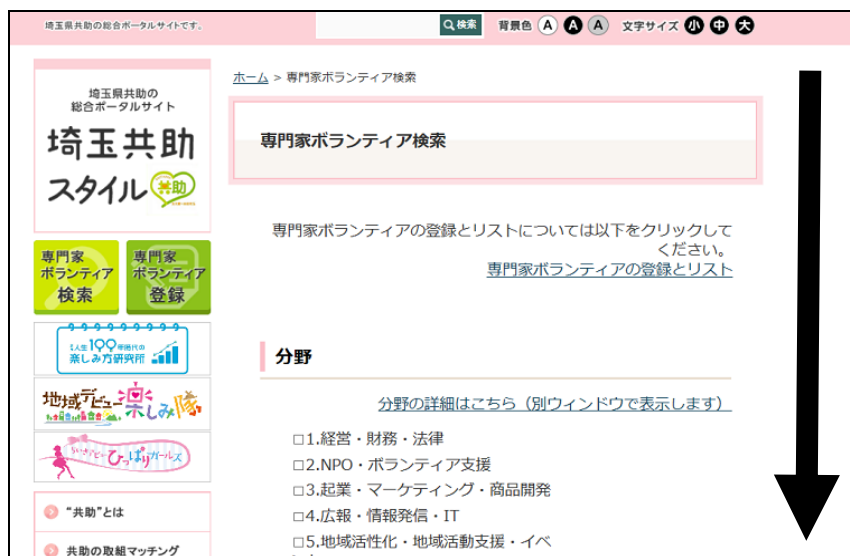 埼玉県共助の総合ポータルサイトです。
検索
背景色 A A A 文字サイズ 小 中 大
ホーム > 専門家ボランティア検索
埼玉県共助の
総合ポータルサイト
埼玉共助
スタイル 共助
専門家ボランティア検索
専門家ボランティアの登録とリストについては以下をクリックして
ください。
専門家ボランティアの登録とリスト
専門家
ボランティア
検索
専門家
ボランティア
登録
人生100年時代の
楽しみ方研究所
地域デビュー楽しみ隊
ひっぱりガールズ
“共助”とは
共助の取組マッチング
分野
分野の詳細はこちら（別ウィンドウで表示します）
□1.経営・財務・法律
□2.NPO・ボランティア支援
□3.起業・マーケティング・商品開発
□4.広報・情報発信・IT
□5.地域活性化・地域活動支援・イベ